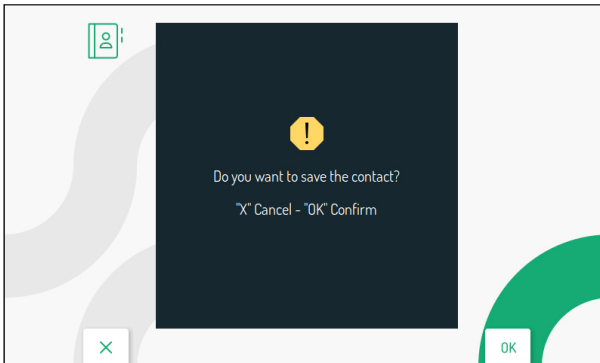 !
Do you want to save the contact?
"X" Cancel - "OK" Confirm
X
OK